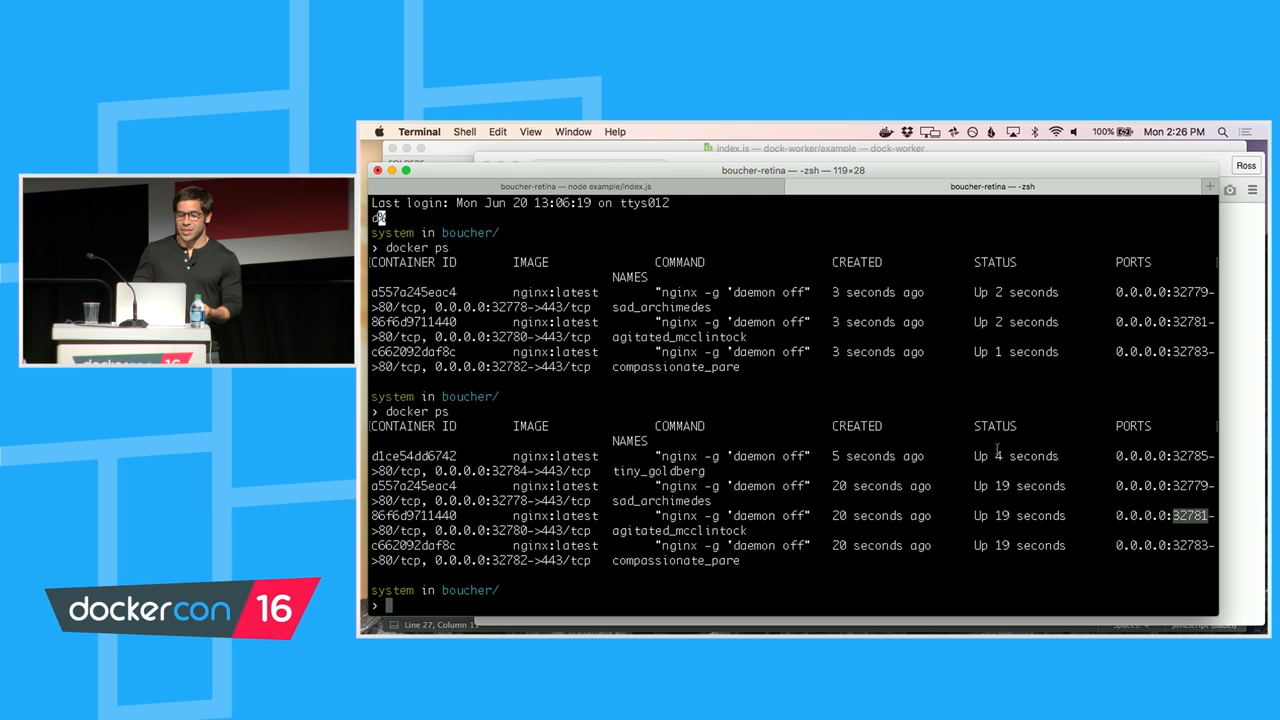 Terminal Shell Edit View Window Help 100% Mon 2:26 PM
index.js — dock-worker/example — dock-worker
FOLDERS
Ross
boucher-retina — -zsh — 119×28
boucher-retina — node example/index.js boucher-retina — -zsh
Last login: Mon Jun 20 13:06:19 on ttys012
d%
system in boucher/
› docker ps
CONTAINER ID IMAGE COMMAND CREATED STATUS PORTS
NAMES
a557a245eac4 nginx:latest "nginx -g 'daemon off" 3 seconds ago Up 2 seconds 0.0.0.0:32779-
>80/tcp, 0.0.0.0:32778->443/tcp sad_archimedes
86f6d9711440 nginx:latest "nginx -g 'daemon off" 3 seconds ago Up 2 seconds 0.0.0.0:32781-
>80/tcp, 0.0.0.0:32780->443/tcp agitated_mcclintock
c662092daf8c nginx:latest "nginx -g 'daemon off" 3 seconds ago Up 1 seconds 0.0.0.0:32783-
>80/tcp, 0.0.0.0:32782->443/tcp compassionate_pare
system in boucher/
› docker ps
CONTAINER ID IMAGE COMMAND CREATED STATUS PORTS
NAMES
d1ce54dd6742 nginx:latest "nginx -g 'daemon off" 5 seconds ago Up 4 seconds 0.0.0.0:32785-
>80/tcp, 0.0.0.0:32784->443/tcp tiny_goldberg
a557a245eac4 nginx:latest "nginx -g 'daemon off" 20 seconds ago Up 19 seconds 0.0.0.0:32779-
>80/tcp, 0.0.0.0:32778->443/tcp sad_archimedes
86f6d9711440 nginx:latest "nginx -g 'daemon off" 20 seconds ago Up 19 seconds 0.0.0.0:32781-
>80/tcp, 0.0.0.0:32780->443/tcp agitated_mcclintock
c662092daf8c nginx:latest "nginx -g 'daemon off" 20 seconds ago Up 19 seconds 0.0.0.0:32783-
>80/tcp, 0.0.0.0:32782->443/tcp compassionate_pare
system in boucher/
›
Line 27, Column 11
dockercon 16
dockercon 16